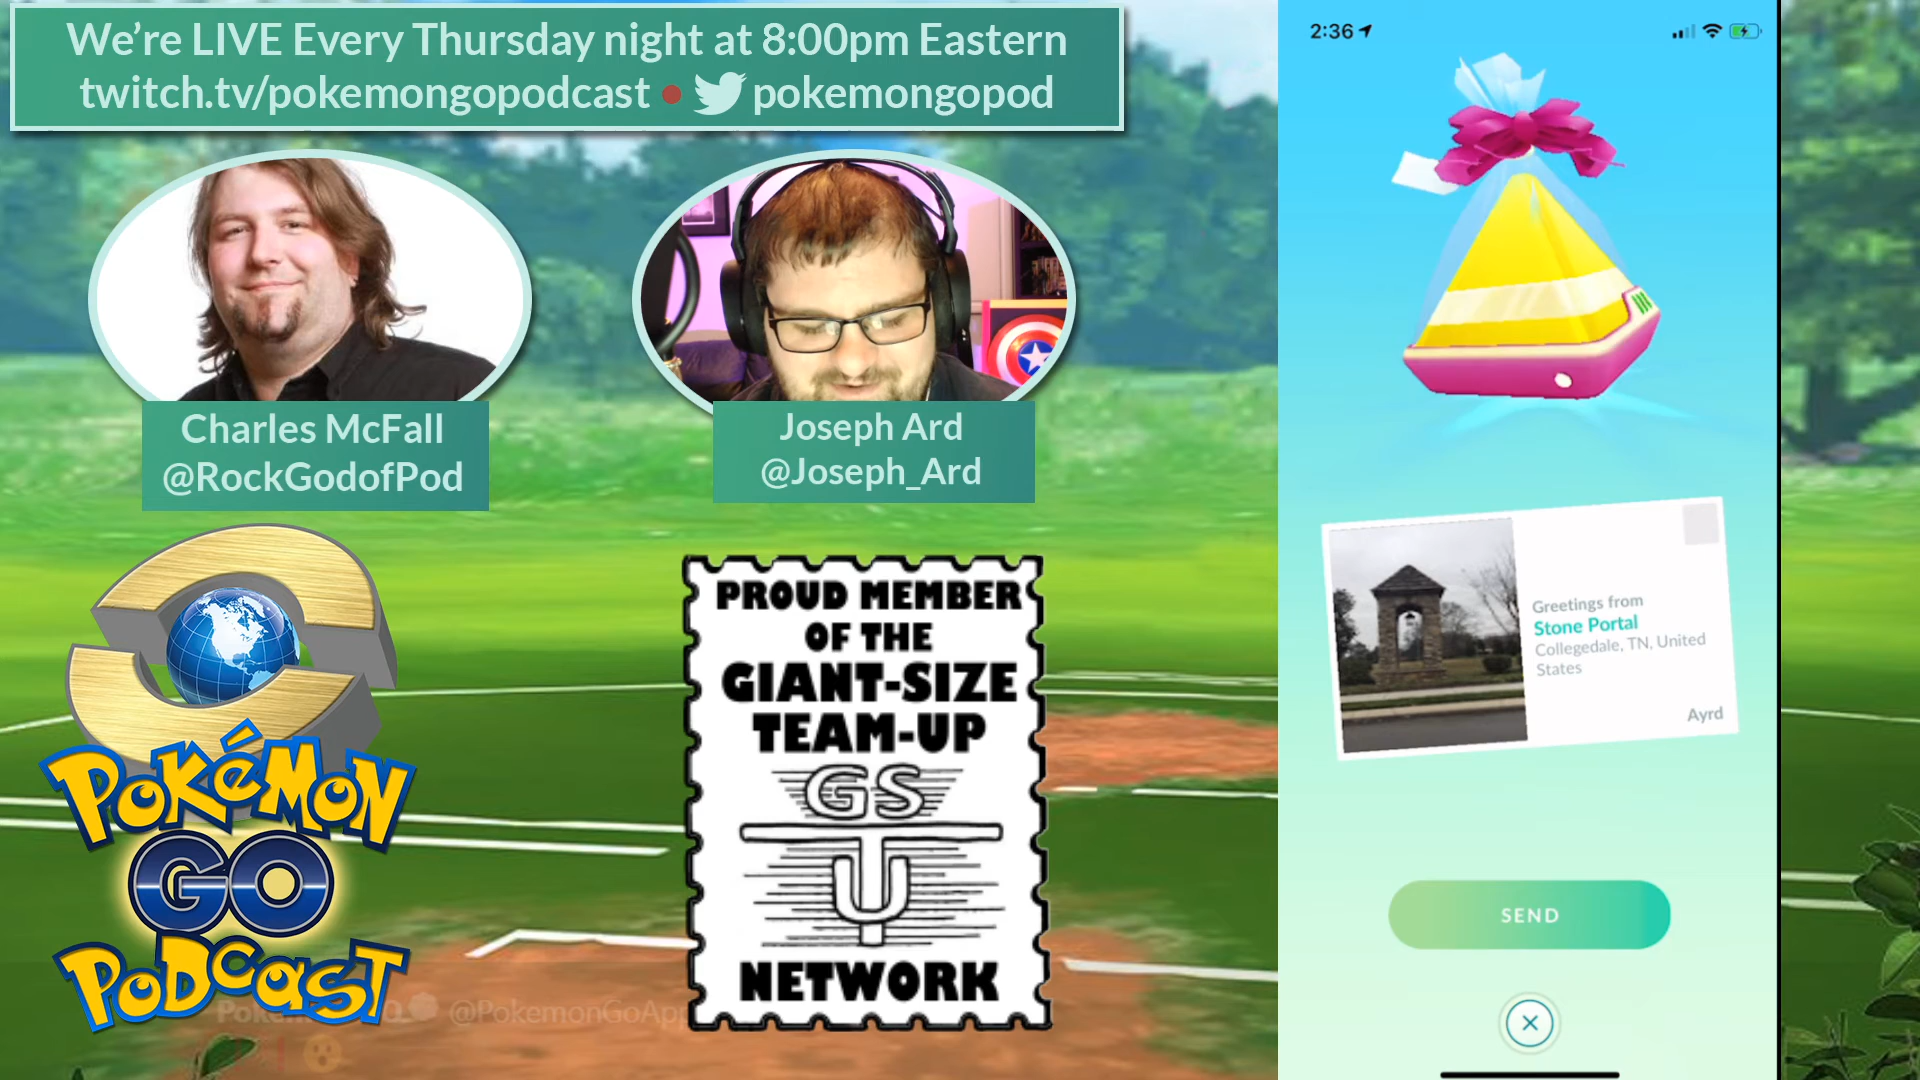 We're LIVE Every Thursday night at 8:00pm Eastern
twitch.tv/pokemongopodcast • pokemongopod
Charles McFall
@RockGodofPod
Joseph Ard
@Joseph_Ard
POKéMON
GO
PODCAST
@PokemonGoApp
PROUD MEMBER
OF THE
GIANT-SIZE
TEAM-UP
GS
TU
NETWORK
2:36
Greetings from
Stone Portal
Collegedale, TN, United
States
Ayrd
SEND